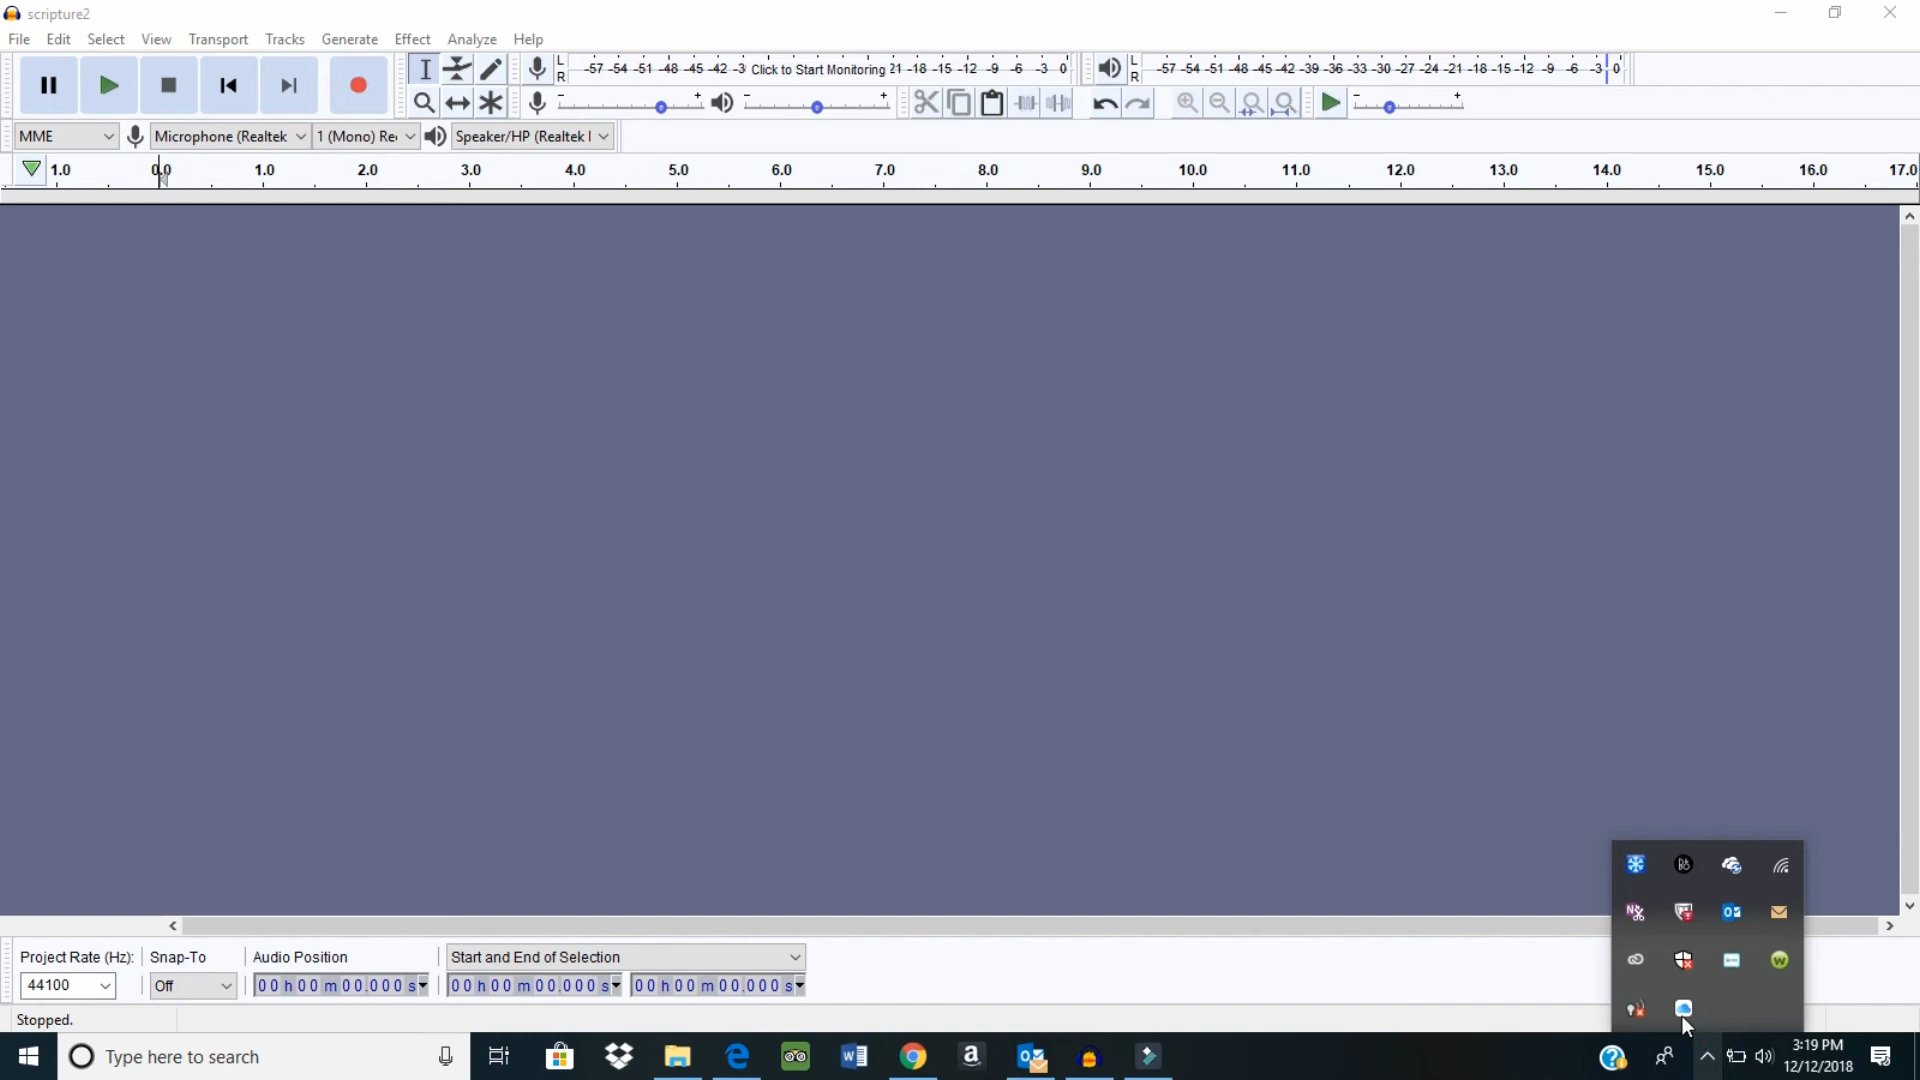 scripture2
File Edit Select View Transport Tracks Generate Effect Analyze Help
L R -57 -54 -51 -48 -45 -42 -3 Click to Start Monitoring 21 -18 -15 -12 -9 -6 -3 0 L R -57 -54 -51 -48 -45 -42 -39 -36 -33 -30 -27 -24 -21 -18 -15 -12 -9 -6 -3 0
- + - + - +
MME Microphone (Realtek 1 (Mono) Re Speaker/HP (Realtek
1.0 0.0 1.0 2.0 3.0 4.0 5.0 6.0 7.0 8.0 9.0 10.0 11.0 12.0 13.0 14.0 15.0 16.0 17.0
Project Rate (Hz): Snap-To Audio Position Start and End of Selection
44100 Off 00 h 00 m 00.000 s 00 h 00 m 00.000 s 00 h 00 m 00.000 s
Stopped.
Type here to search
3:19 PM
12/12/2018